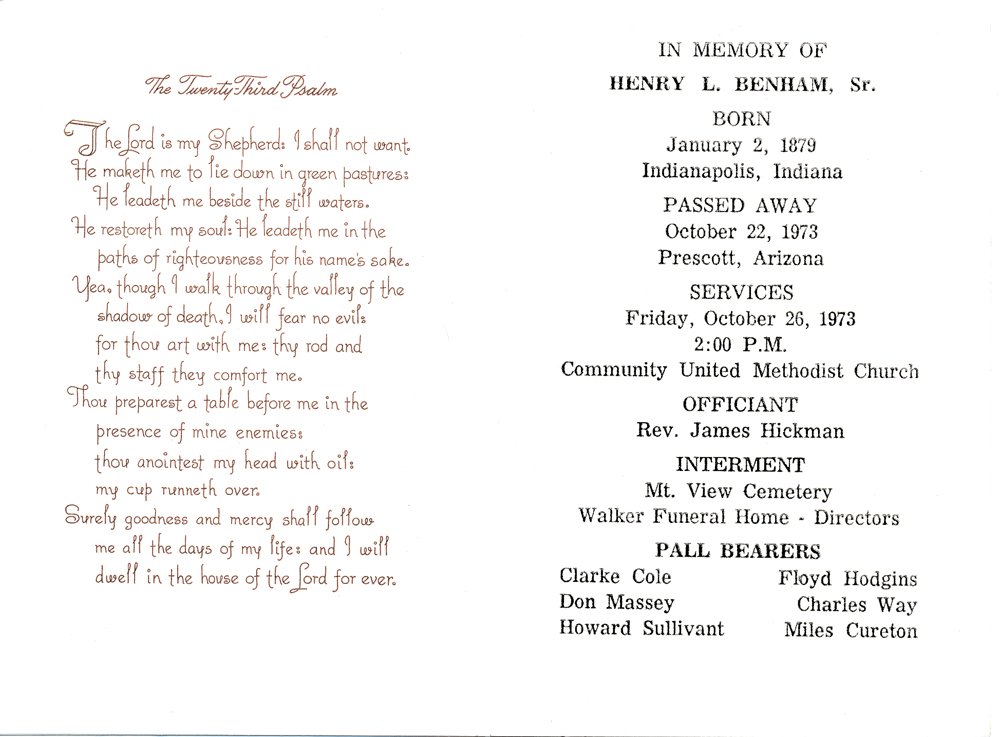 The Twenty-Third Psalm
The Lord is my Shepherd: I shall not want.
He maketh me to lie down in green pastures:
He leadeth me beside the still waters.
He restoreth my soul: He leadeth me in the
paths of righteousness for his name's sake.
Yea, though I walk through the valley of the
shadow of death, I will fear no evil:
for thou art with me: thy rod and
thy staff they comfort me.
Thou preparest a table before me in the
presence of mine enemies:
thou anointest my head with oil:
my cup runneth over.
Surely goodness and mercy shall follow
me all the days of my life: and I will
dwell in the house of the Lord for ever.
IN MEMORY OF
HENRY L. BENHAM, Sr.
BORN
January 2, 1879
Indianapolis, Indiana
PASSED AWAY
October 22, 1973
Prescott, Arizona
SERVICES
Friday, October 26, 1973
2:00 P.M.
Community United Methodist Church
OFFICIANT
Rev. James Hickman
INTERMENT
Mt. View Cemetery
Walker Funeral Home - Directors
PALL BEARERS
Clarke Cole Floyd Hodgins
Don Massey Charles Way
Howard Sullivant Miles Cureton